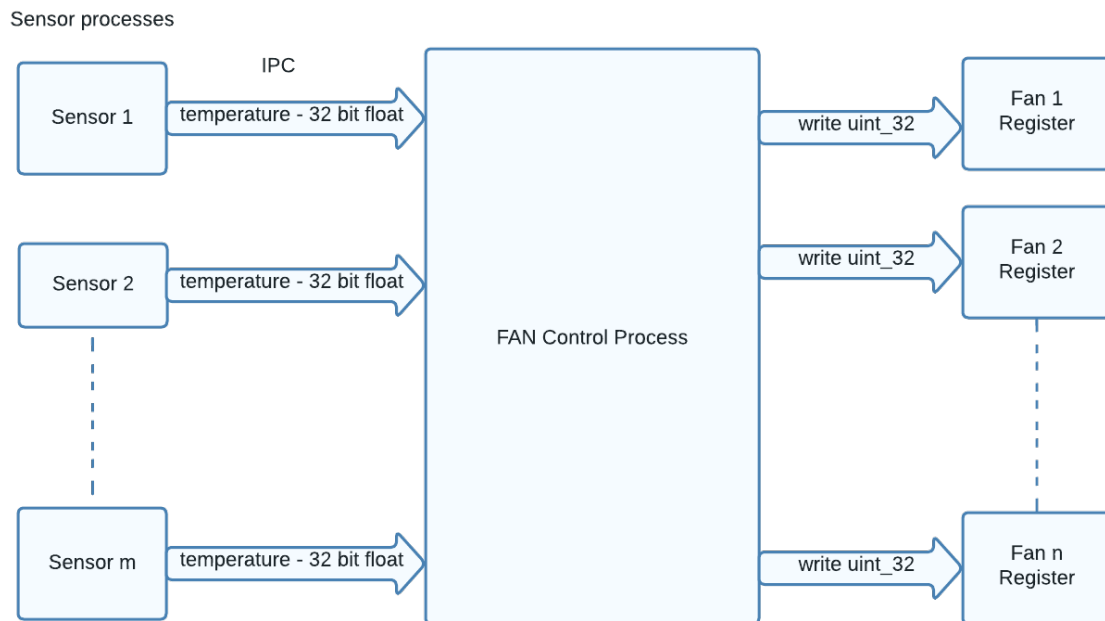 Sensor processes
IPC
Sensor 1
temperature - 32 bit float
write uint_32
Fan 1
Register
Sensor 2
temperature - 32 bit float
write uint_32
Fan 2
Register
FAN Control Process
Sensor m
temperature - 32 bit float
write uint_32
Fan n
Register